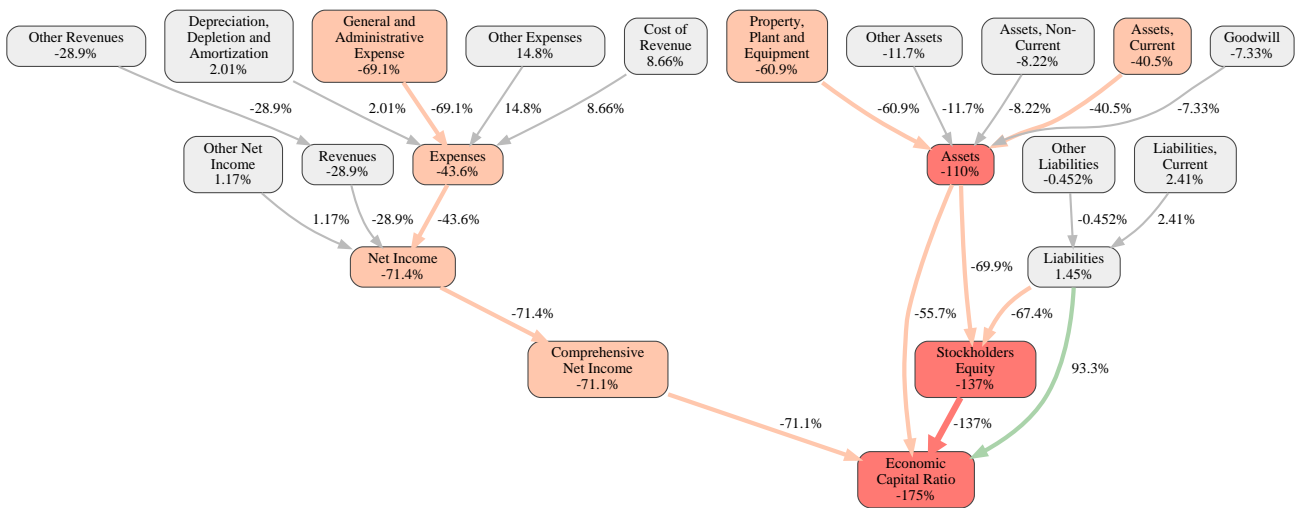 Other Revenues
-28.9%
Depreciation,
Depletion and
Amortization
2.01%
General and
Administrative
Expense
-69.1%
Other Expenses
14.8%
Cost of
Revenue
8.66%
Property,
Plant and
Equipment
-60.9%
Other Assets
-11.7%
Assets, Non-
Current
-8.22%
Assets,
Current
-40.5%
Goodwill
-7.33%
-28.9%
2.01%
-69.1%
14.8%
8.66%
-60.9%
-11.7%
-8.22%
-40.5%
-7.33%
Other Net
Income
1.17%
Revenues
-28.9%
Expenses
-43.6%
Assets
-110%
Other
Liabilities
-0.452%
Liabilities,
Current
2.41%
1.17%
-28.9%
-43.6%
-0.452%
2.41%
Net Income
-71.4%
-69.9%
Liabilities
1.45%
-71.4%
-55.7%
-67.4%
Comprehensive
Net Income
-71.1%
Stockholders
Equity
-137%
93.3%
-71.1%
-137%
Economic
Capital Ratio
-175%